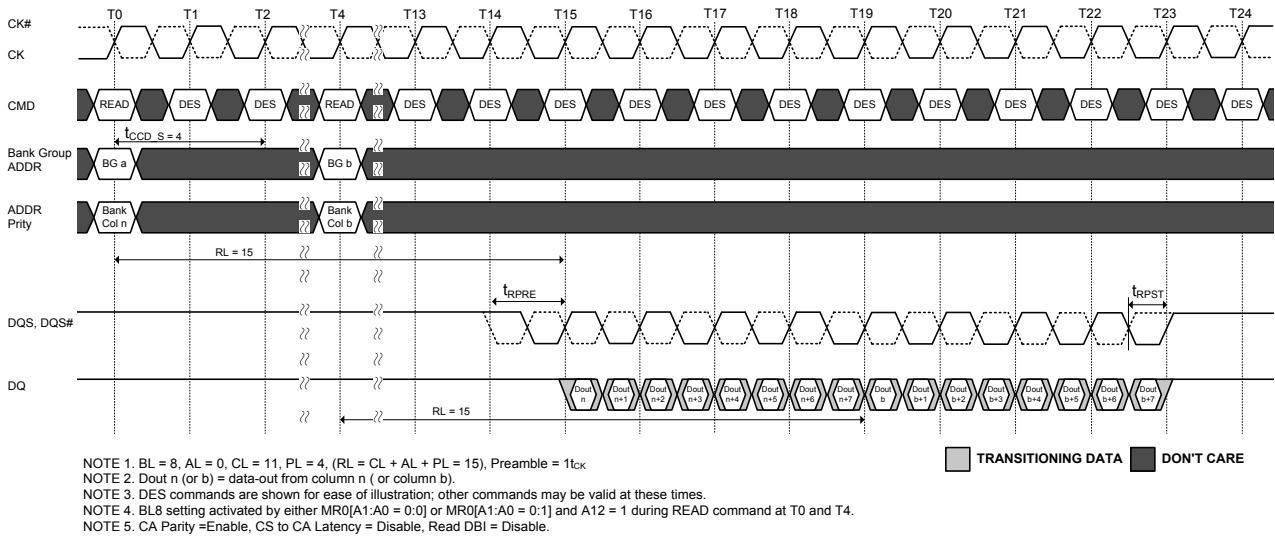 T0 T1 T2 T4 T13 T14 T15 T16 T17 T18 T19 T20 T21 T22 T23 T24
CK#
CK
CMD
READ DES DES READ DES DES DES DES DES DES DES DES DES DES DES DES
tCCD_S = 4
Bank Group
ADDR
BG a BG b
ADDR
Prity
Bank
Col n
Bank
Col b
RL = 15
tRPRE
tRPST
DQS, DQS#
DQ
Dout
n
Dout
n+1
Dout
n+2
Dout
n+3
Dout
n+4
Dout
n+5
Dout
n+6
Dout
n+7
Dout
b
Dout
b+1
Dout
b+2
Dout
b+3
Dout
b+4
Dout
b+5
Dout
b+6
Dout
b+7
RL = 15
TRANSITIONING DATA DON'T CARE
NOTE 1. BL = 8, AL = 0, CL = 11, PL = 4, (RL = CL + AL + PL = 15), Preamble = 1tCK
NOTE 2. Dout n (or b) = data-out from column n ( or column b).
NOTE 3. DES commands are shown for ease of illustration; other commands may be valid at these times.
NOTE 4. BL8 setting activated by either MR0[A1:A0 = 0:0] or MR0[A1:A0 = 0:1] and A12 = 1 during READ command at T0 and T4.
NOTE 5. CA Parity =Enable, CS to CA Latency = Disable, Read DBI = Disable.